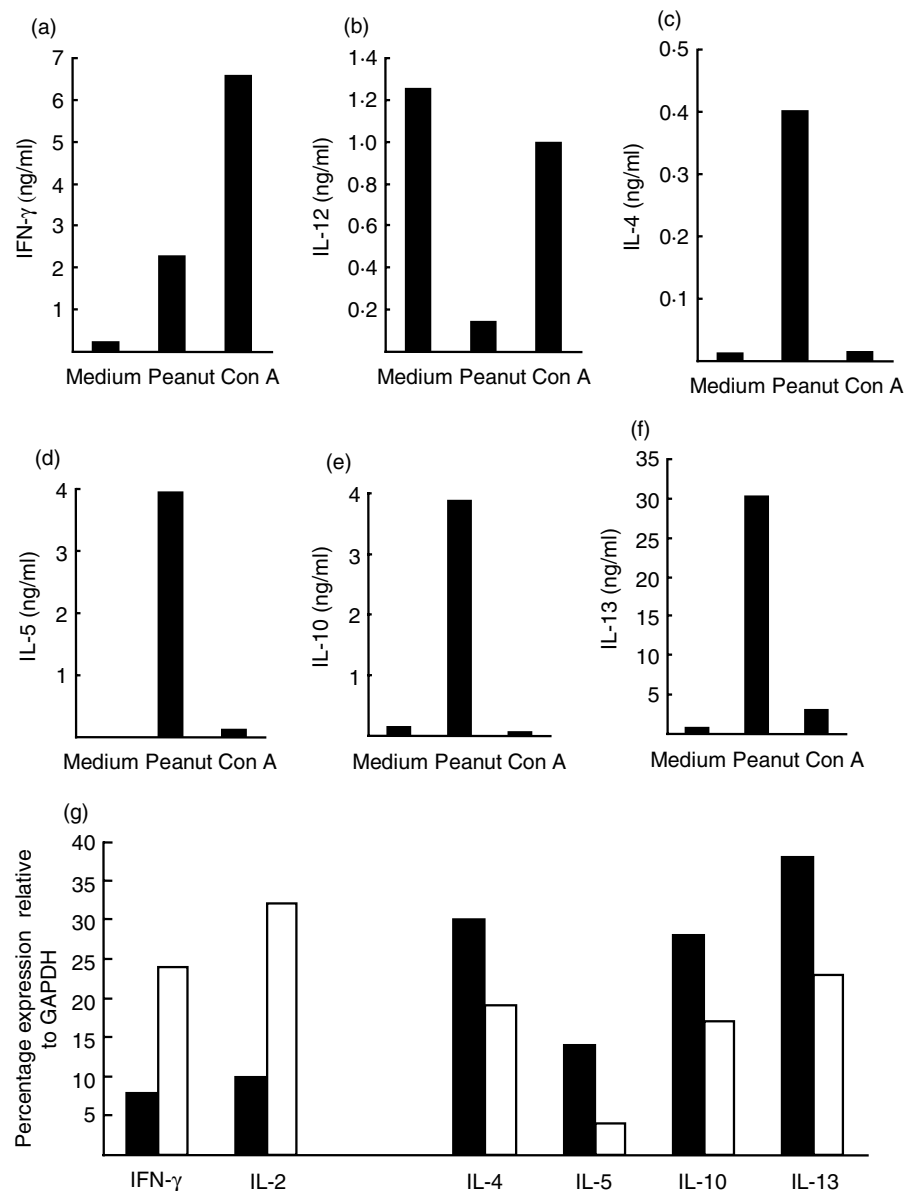 (a)
7
6
5
4
3
2
1
IFN-γ (ng/ml)
Medium Peanut Con A
(b)
1·4
1·2
1·0
0·8
0·6
0·4
0·2
IL-12 (ng/ml)
Medium Peanut Con A
(c)
0·5
0·4
0·3
0·2
0·1
IL-4 (ng/ml)
Medium Peanut Con A
(d)
4
3
2
1
IL-5 (ng/ml)
Medium Peanut Con A
(e)
4
3
2
1
IL-10 (ng/ml)
Medium Peanut Con A
(f)
35
30
25
20
15
10
5
IL-13 (ng/ml)
Medium Peanut Con A
(g)
40
35
30
25
20
15
10
5
Percentage expression relative
to GAPDH
IFN-γ IL-2 IL-4 IL-5 IL-10 IL-13